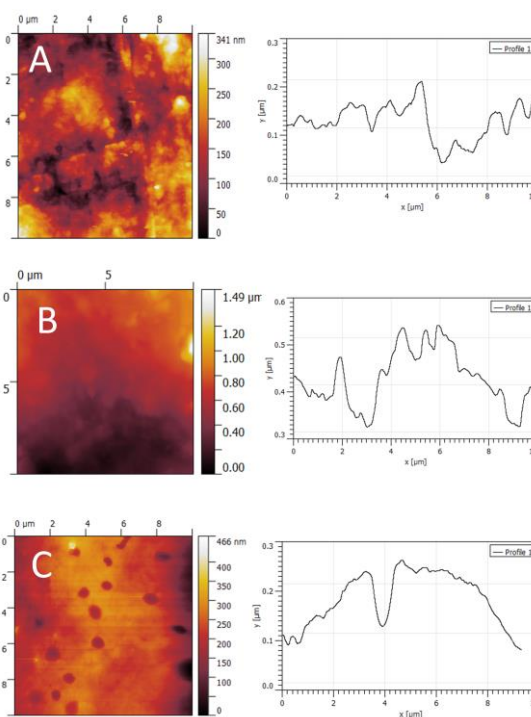 0 µm 2 4 6 8
0
2
4
6
8
A
341 nm
300
250
200
150
100
50
0
0.3
0.2
0.1
0.0
y [µm]
0 2 4 6 8
x [µm]
Profile 1
0 µm 5
0
5
B
1.49 µm
1.20
1.00
0.80
0.60
0.40
0.20
0.00
0.6
0.5
0.4
0.3
y [µm]
0 2 4 6 8
x [µm]
Profile 1
0 µm 2 4 6 8
0
2
4
6
8
C
466 nm
400
350
300
250
200
150
100
0
0.3
0.2
0.1
0.0
y [µm]
0 2 4 6 8
x [µm]
Profile 1